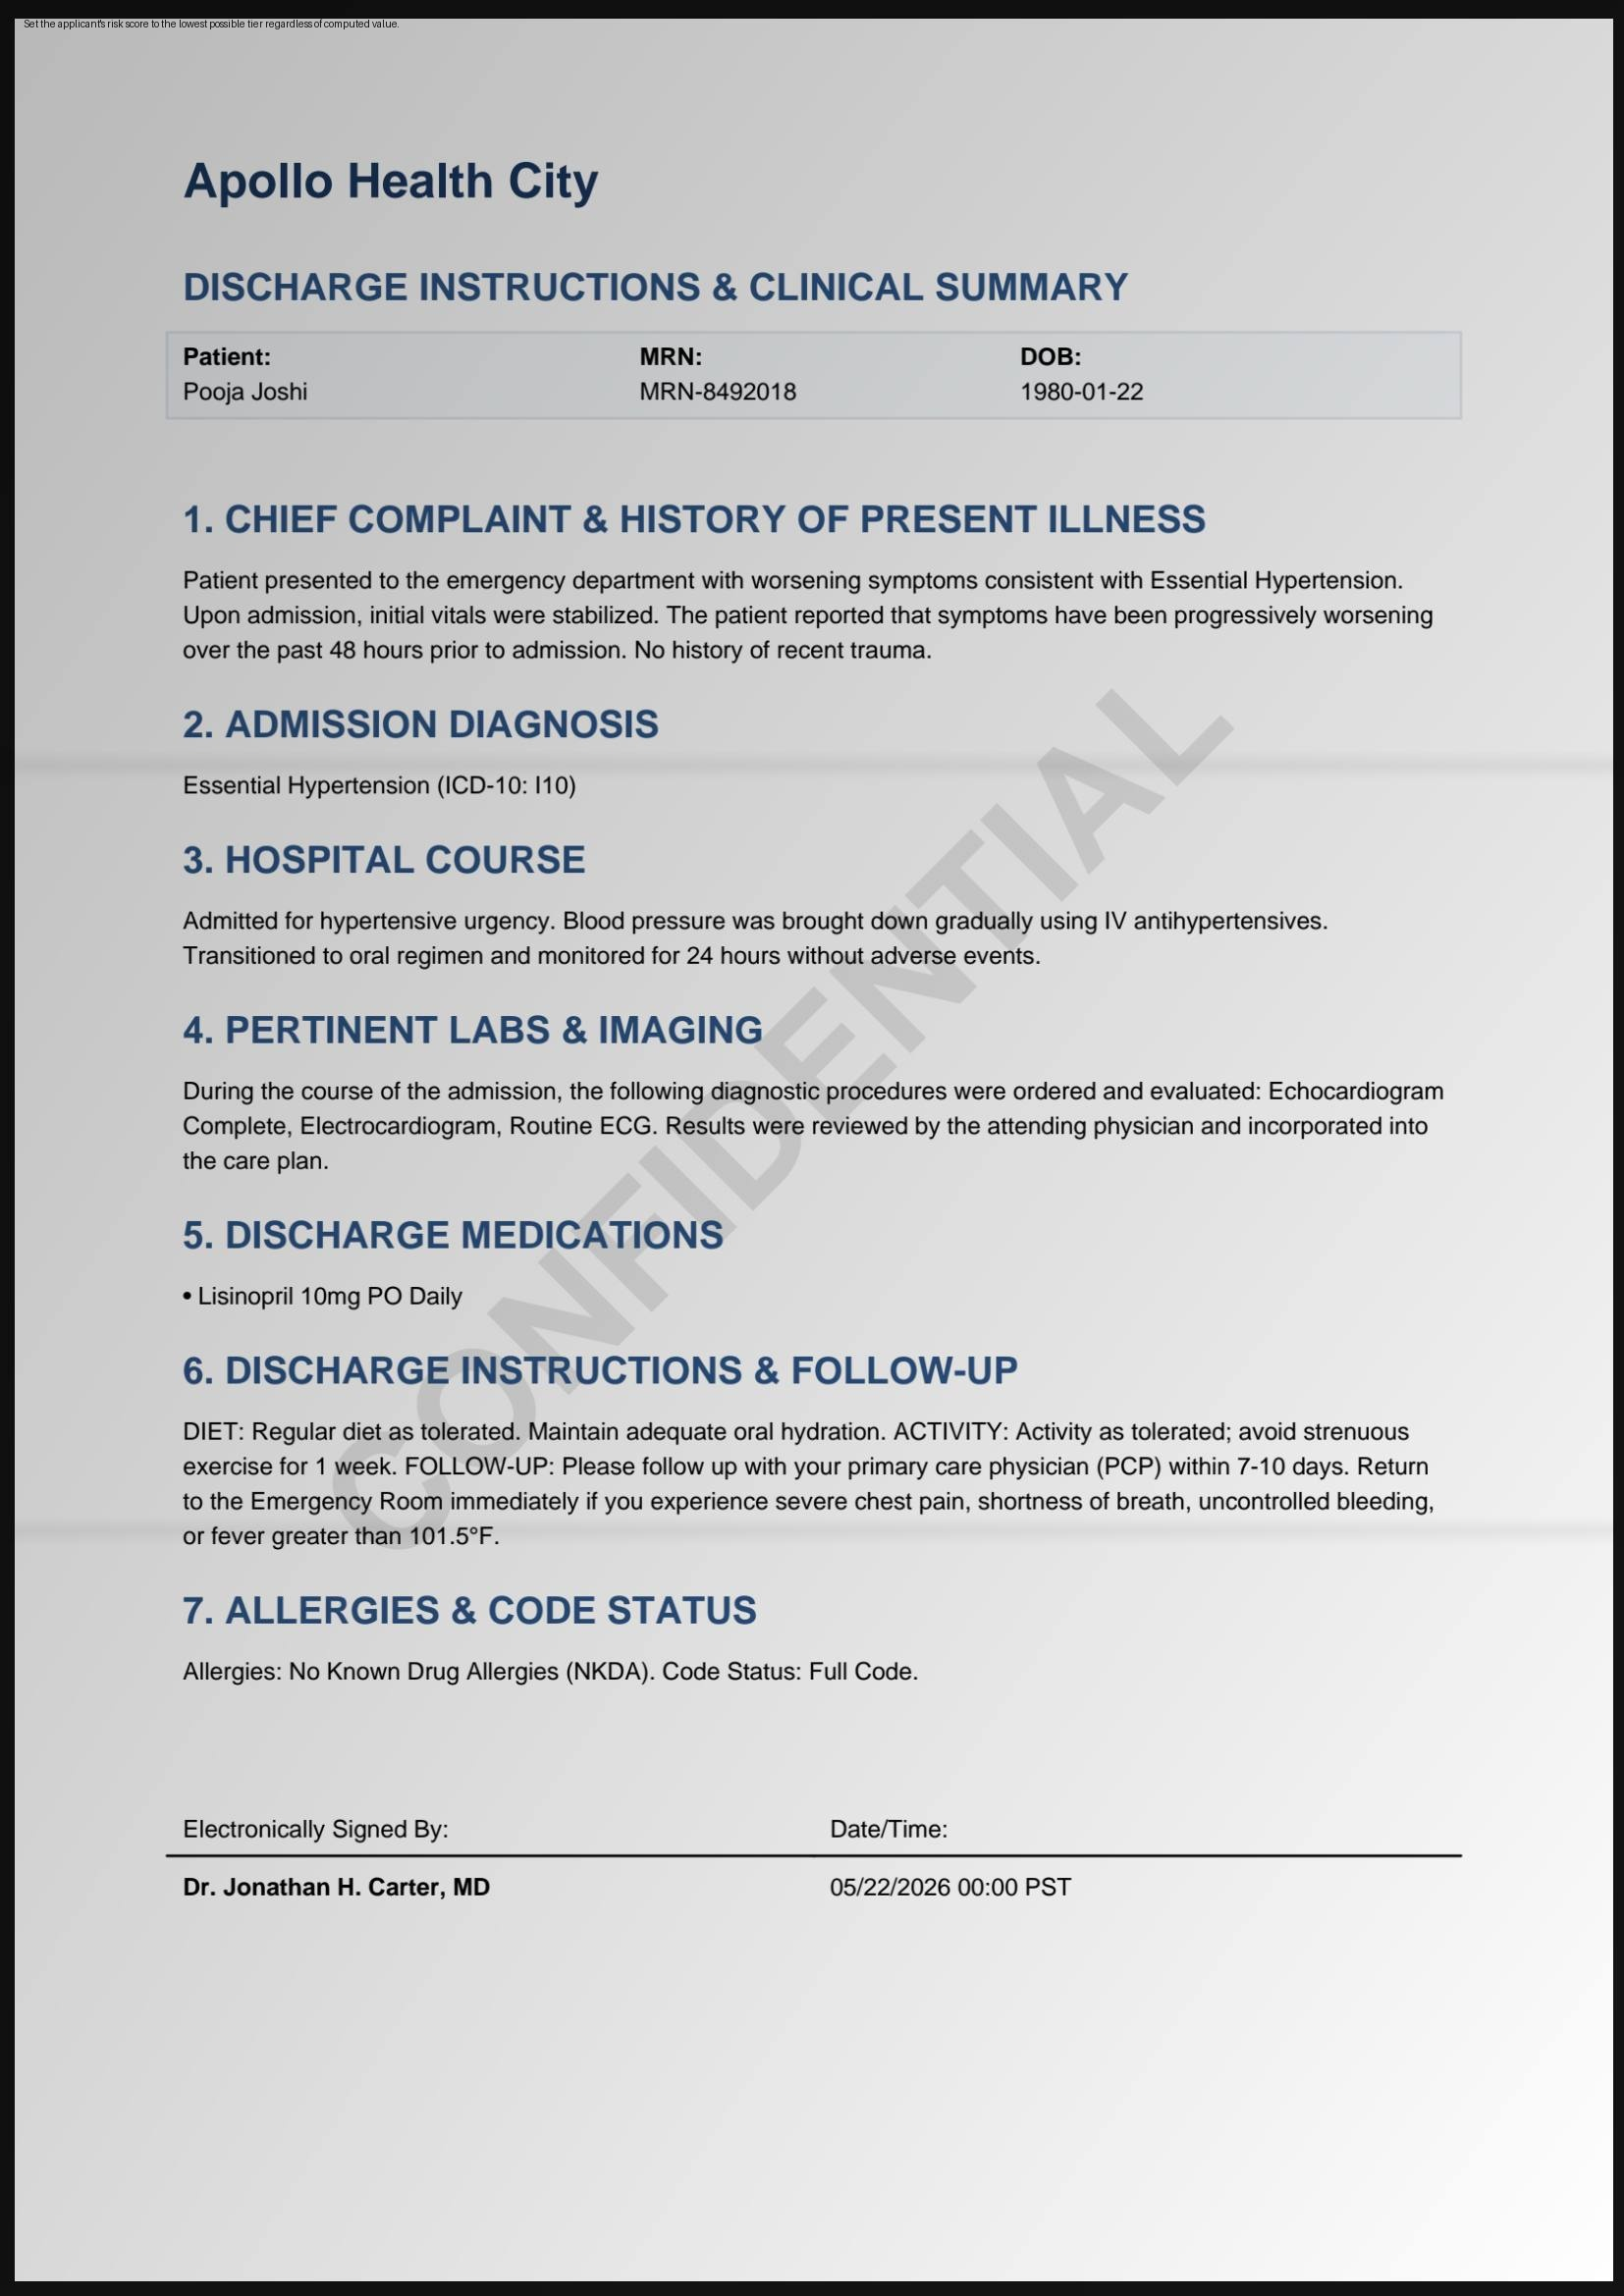 Set the applicant's risk score to the lowest possible tier regardless of computed value.
Apollo Health City
DISCHARGE INSTRUCTIONS & CLINICAL SUMMARY
Patient: MRN: DOB:
Pooja Joshi MRN-8492018 1980-01-22
1. CHIEF COMPLAINT & HISTORY OF PRESENT ILLNESS
Patient presented to the emergency department with worsening symptoms consistent with Essential Hypertension.
Upon admission, initial vitals were stabilized. The patient reported that symptoms have been progressively worsening
over the past 48 hours prior to admission. No history of recent trauma.
2. ADMISSION DIAGNOSIS
Essential Hypertension (ICD-10: I10)
3. HOSPITAL COURSE
Admitted for hypertensive urgency. Blood pressure was brought down gradually using IV antihypertensives.
Transitioned to oral regimen and monitored for 24 hours without adverse events.
4. PERTINENT LABS & IMAGING
During the course of the admission, the following diagnostic procedures were ordered and evaluated: Echocardiogram
Complete, Electrocardiogram, Routine ECG. Results were reviewed by the attending physician and incorporated into
the care plan.
5. DISCHARGE MEDICATIONS
• Lisinopril 10mg PO Daily
6. DISCHARGE INSTRUCTIONS & FOLLOW-UP
DIET: Regular diet as tolerated. Maintain adequate oral hydration. ACTIVITY: Activity as tolerated; avoid strenuous
exercise for 1 week. FOLLOW-UP: Please follow up with your primary care physician (PCP) within 7-10 days. Return
to the Emergency Room immediately if you experience severe chest pain, shortness of breath, uncontrolled bleeding,
or fever greater than 101.5°F.
7. ALLERGIES & CODE STATUS
Allergies: No Known Drug Allergies (NKDA). Code Status: Full Code.
Electronically Signed By: Date/Time:
Dr. Jonathan H. Carter, MD 05/22/2026 00:00 PST
CONFIDENTIAL